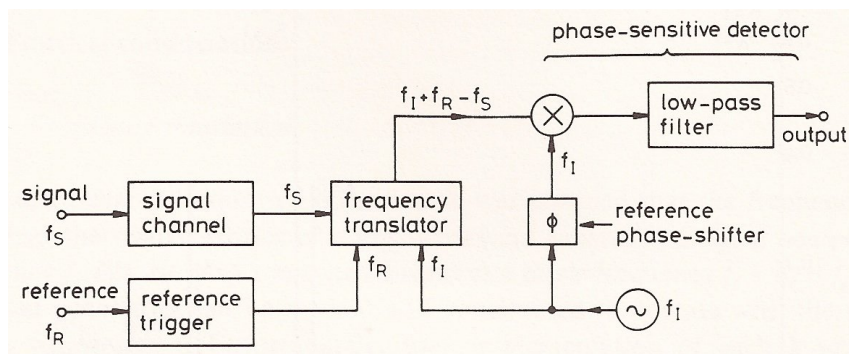 phase-sensitive detector
f_I + f_R - f_S
low-pass
filter
output
f_I
signal
f_S
signal
channel
f_S
frequency
translator
ϕ
reference
phase-shifter
reference
f_R
reference
trigger
f_R
f_I
f_I